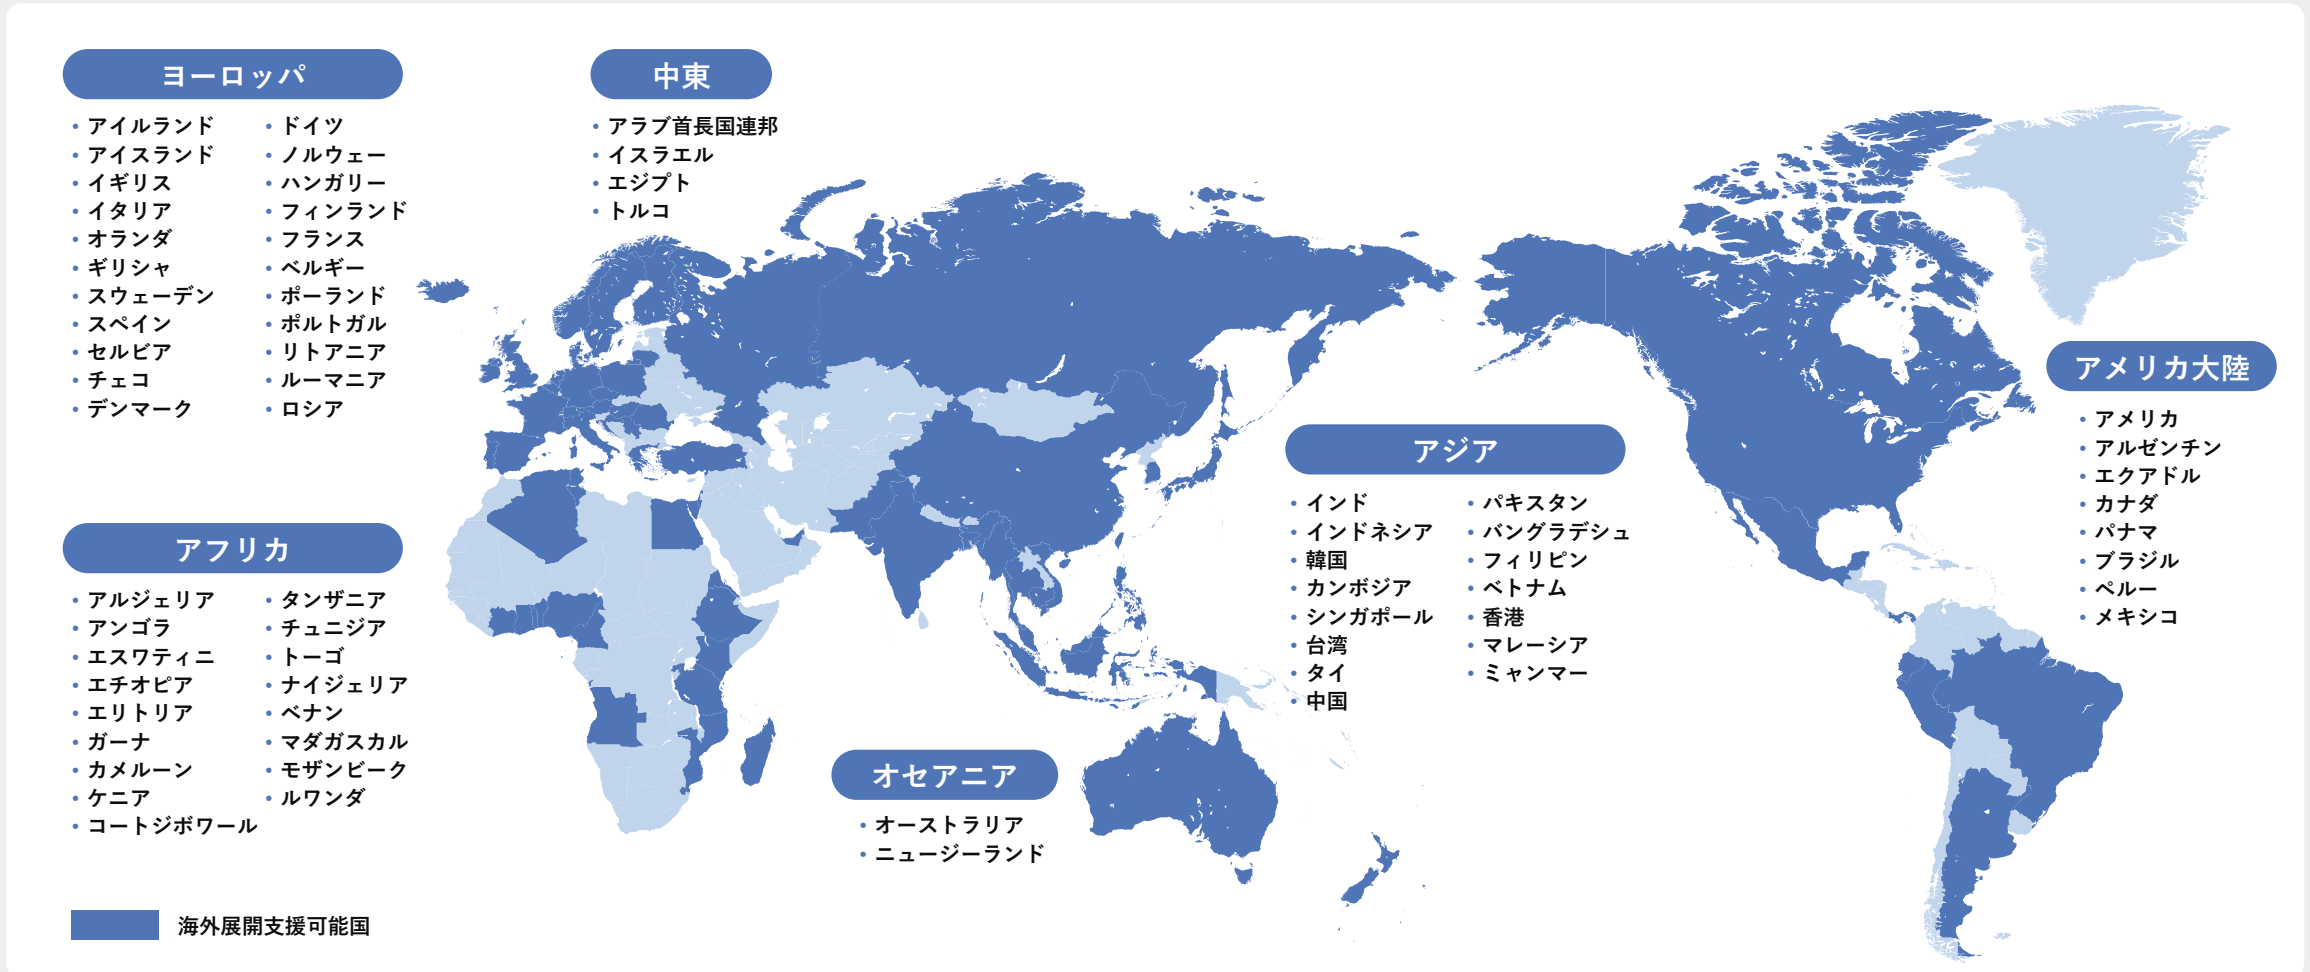 ヨーロッパ
アイルランド
アイスランド
イギリス
イタリア
オランダ
ギリシャ
スウェーデン
スペイン
セルビア
チェコ
デンマーク
ドイツ
ノルウェー
ハンガリー
フィンランド
フランス
ベルギー
ポーランド
ポルトガル
リトアニア
ルーマニア
ロシア
中東
アラブ首長国連邦
イスラエル
エジプト
トルコ
アフリカ
アルジェリア
アンゴラ
エスワティニ
エチオピア
エリトリア
ガーナ
カメルーン
ケニア
コートジボワール
タンザニア
チュニジア
トーゴ
ナイジェリア
ベナン
マダガスカル
モザンビーク
ルワンダ
オセアニア
オーストラリア
ニュージーランド
アジア
インド
インドネシア
韓国
カンボジア
シンガポール
台湾
タイ
中国
パキスタン
バングラデシュ
フィリピン
ベトナム
香港
マレーシア
ミャンマー
アメリカ大陸
アメリカ
アルゼンチン
エクアドル
カナダ
パナマ
ブラジル
ペルー
メキシコ
海外展開支援可能国